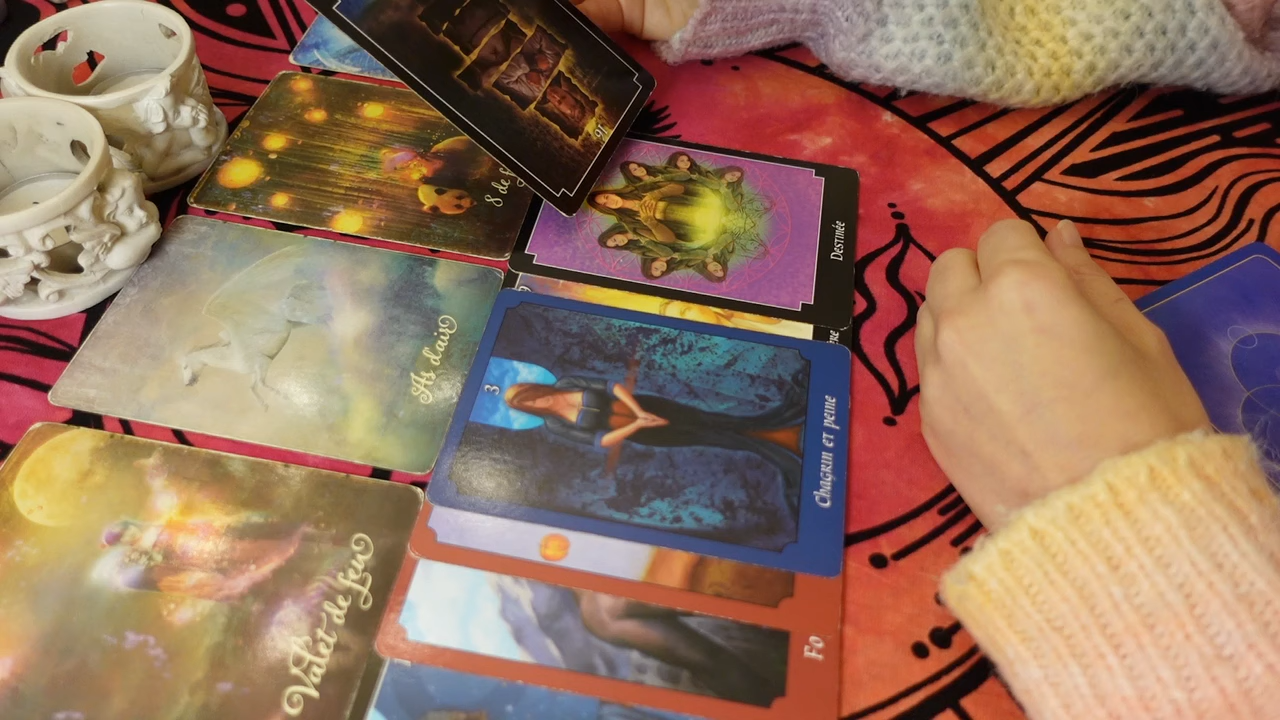 8 de
Destinée
As d'air
3
Chagrin et peine
Valet de feu
Fo